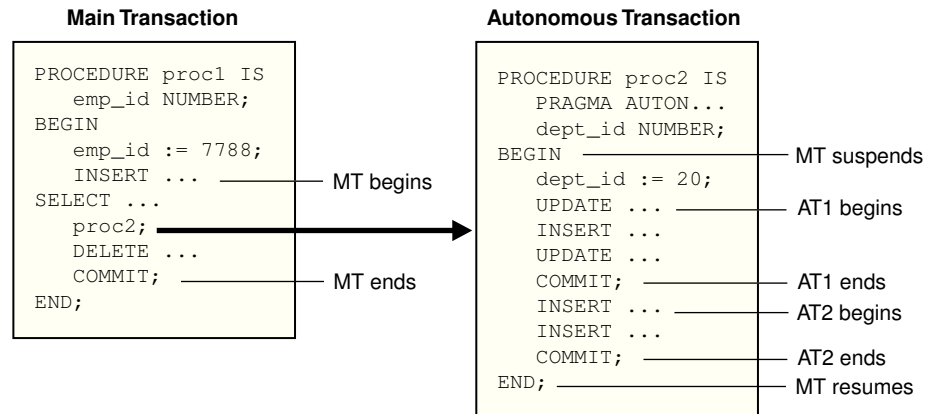 Main Transaction
PROCEDURE proc1 IS
emp_id NUMBER;
BEGIN
emp_id := 7788;
INSERT ...
MT begins
SELECT ...
proc2;
DELETE ...
COMMIT;
MT ends
END;
Autonomous Transaction
PROCEDURE proc2 IS
PRAGMA AUTON...
dept_id NUMBER;
BEGIN
MT suspends
dept_id := 20;
UPDATE ...
AT1 begins
INSERT ...
UPDATE ...
COMMIT;
AT1 ends
INSERT ...
AT2 begins
INSERT ...
COMMIT;
AT2 ends
END;
MT resumes